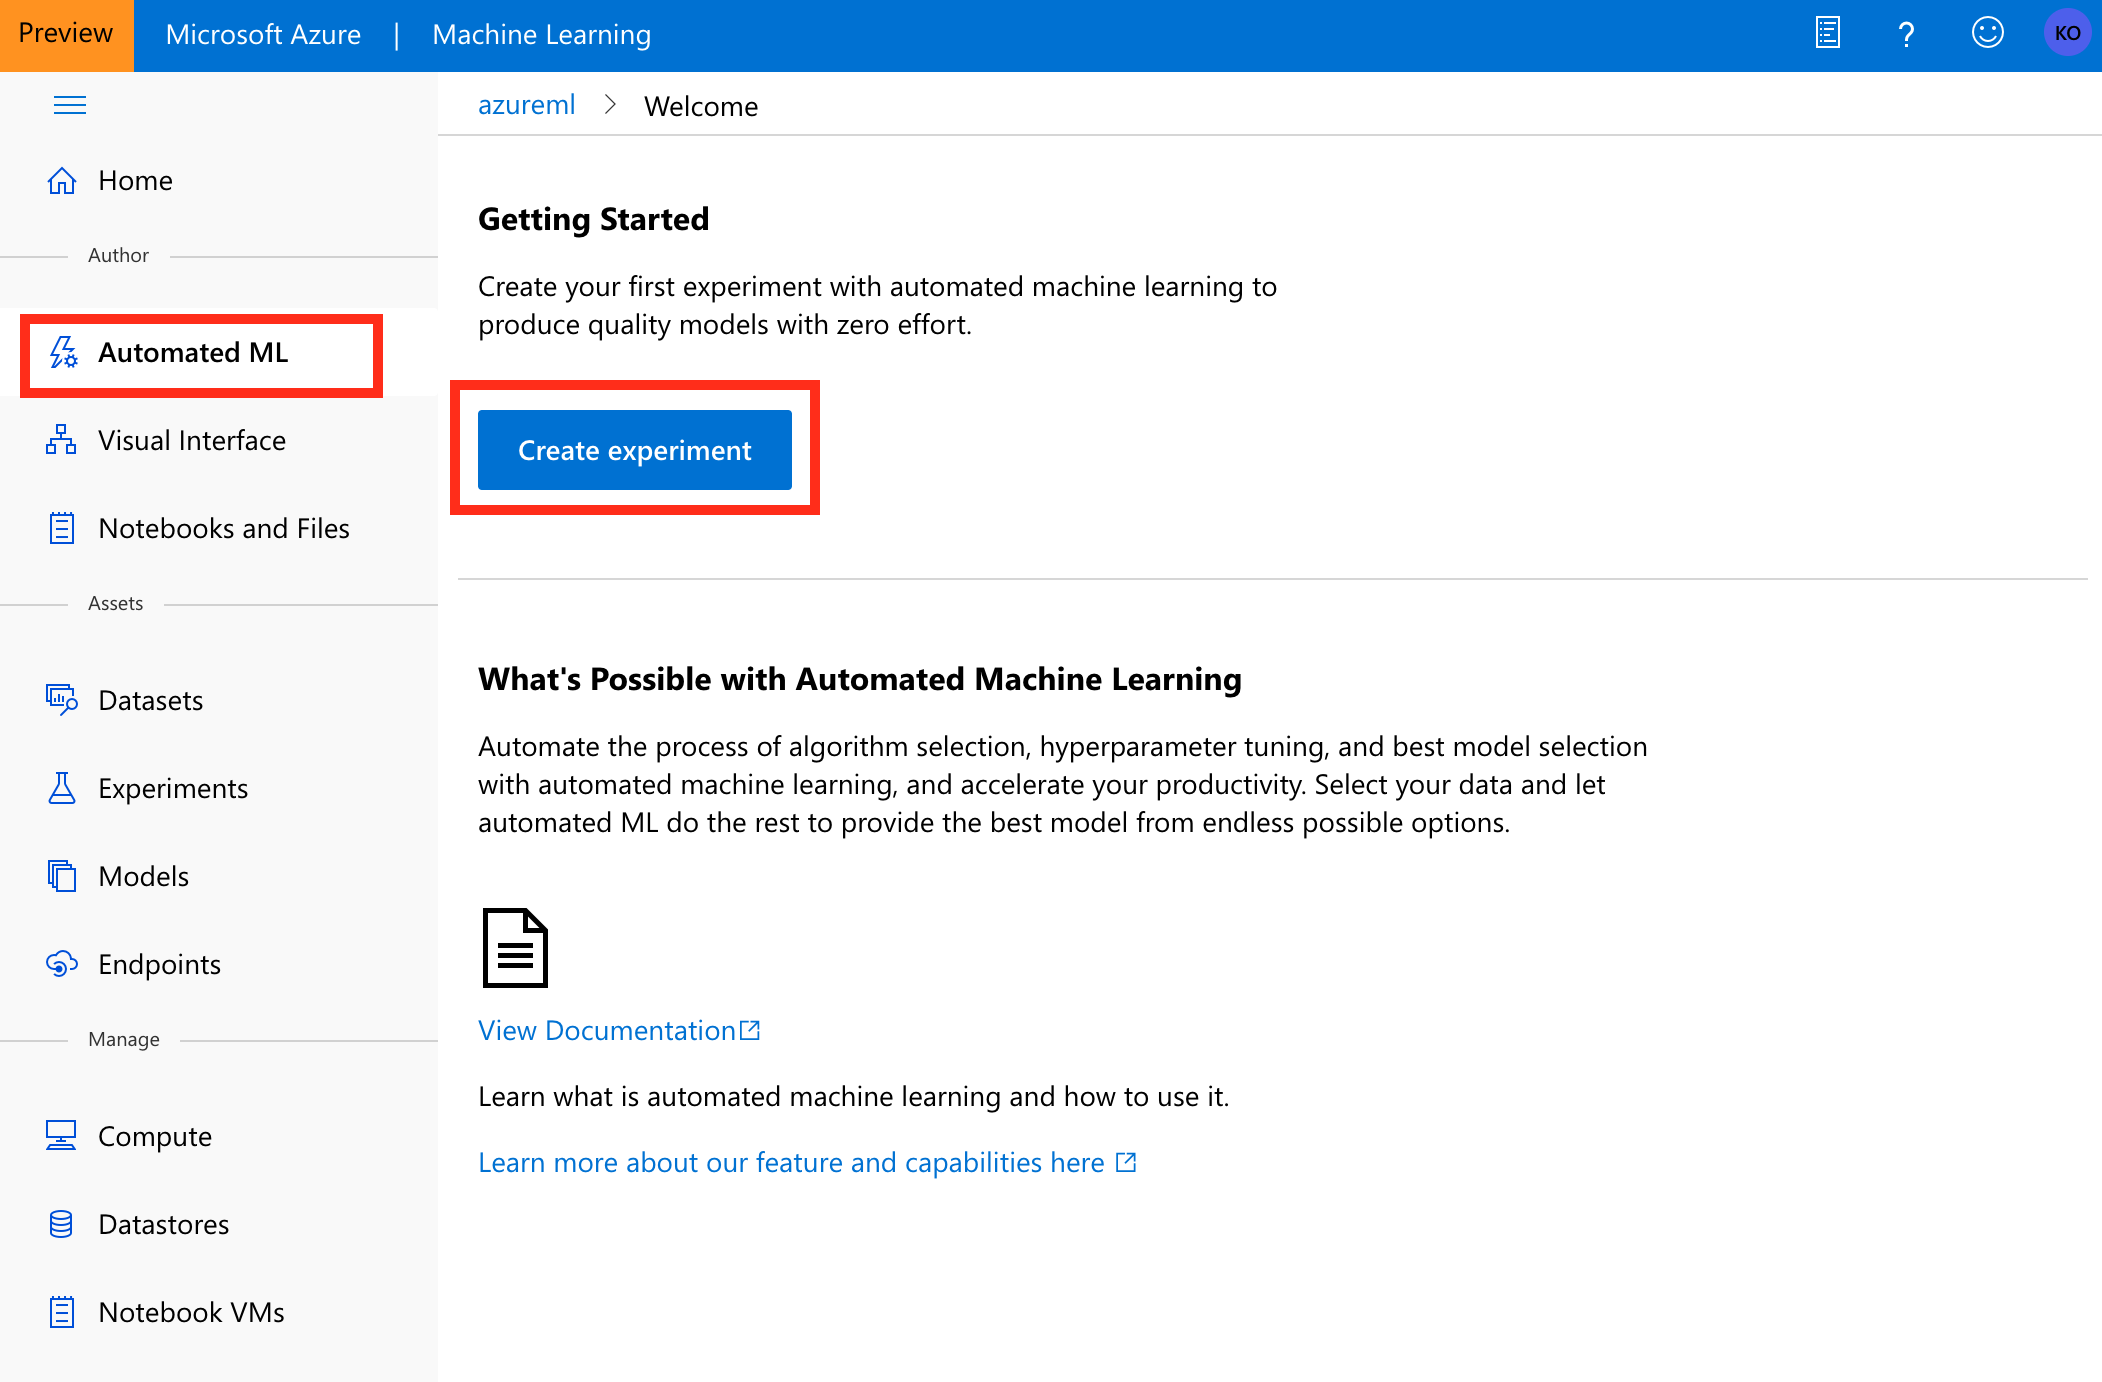 Preview Microsoft Azure | Machine Learning ? KO
azureml > Welcome
Home
Author
Automated ML
Visual Interface
Notebooks and Files
Assets
Datasets
Experiments
Models
Endpoints
Manage
Compute
Datastores
Notebook VMs
Getting Started
Create your first experiment with automated machine learning to
produce quality models with zero effort.
Create experiment
What's Possible with Automated Machine Learning
Automate the process of algorithm selection, hyperparameter tuning, and best model selection
with automated machine learning, and accelerate your productivity. Select your data and let
automated ML do the rest to provide the best model from endless possible options.
View Documentation
Learn what is automated machine learning and how to use it.
Learn more about our feature and capabilities here